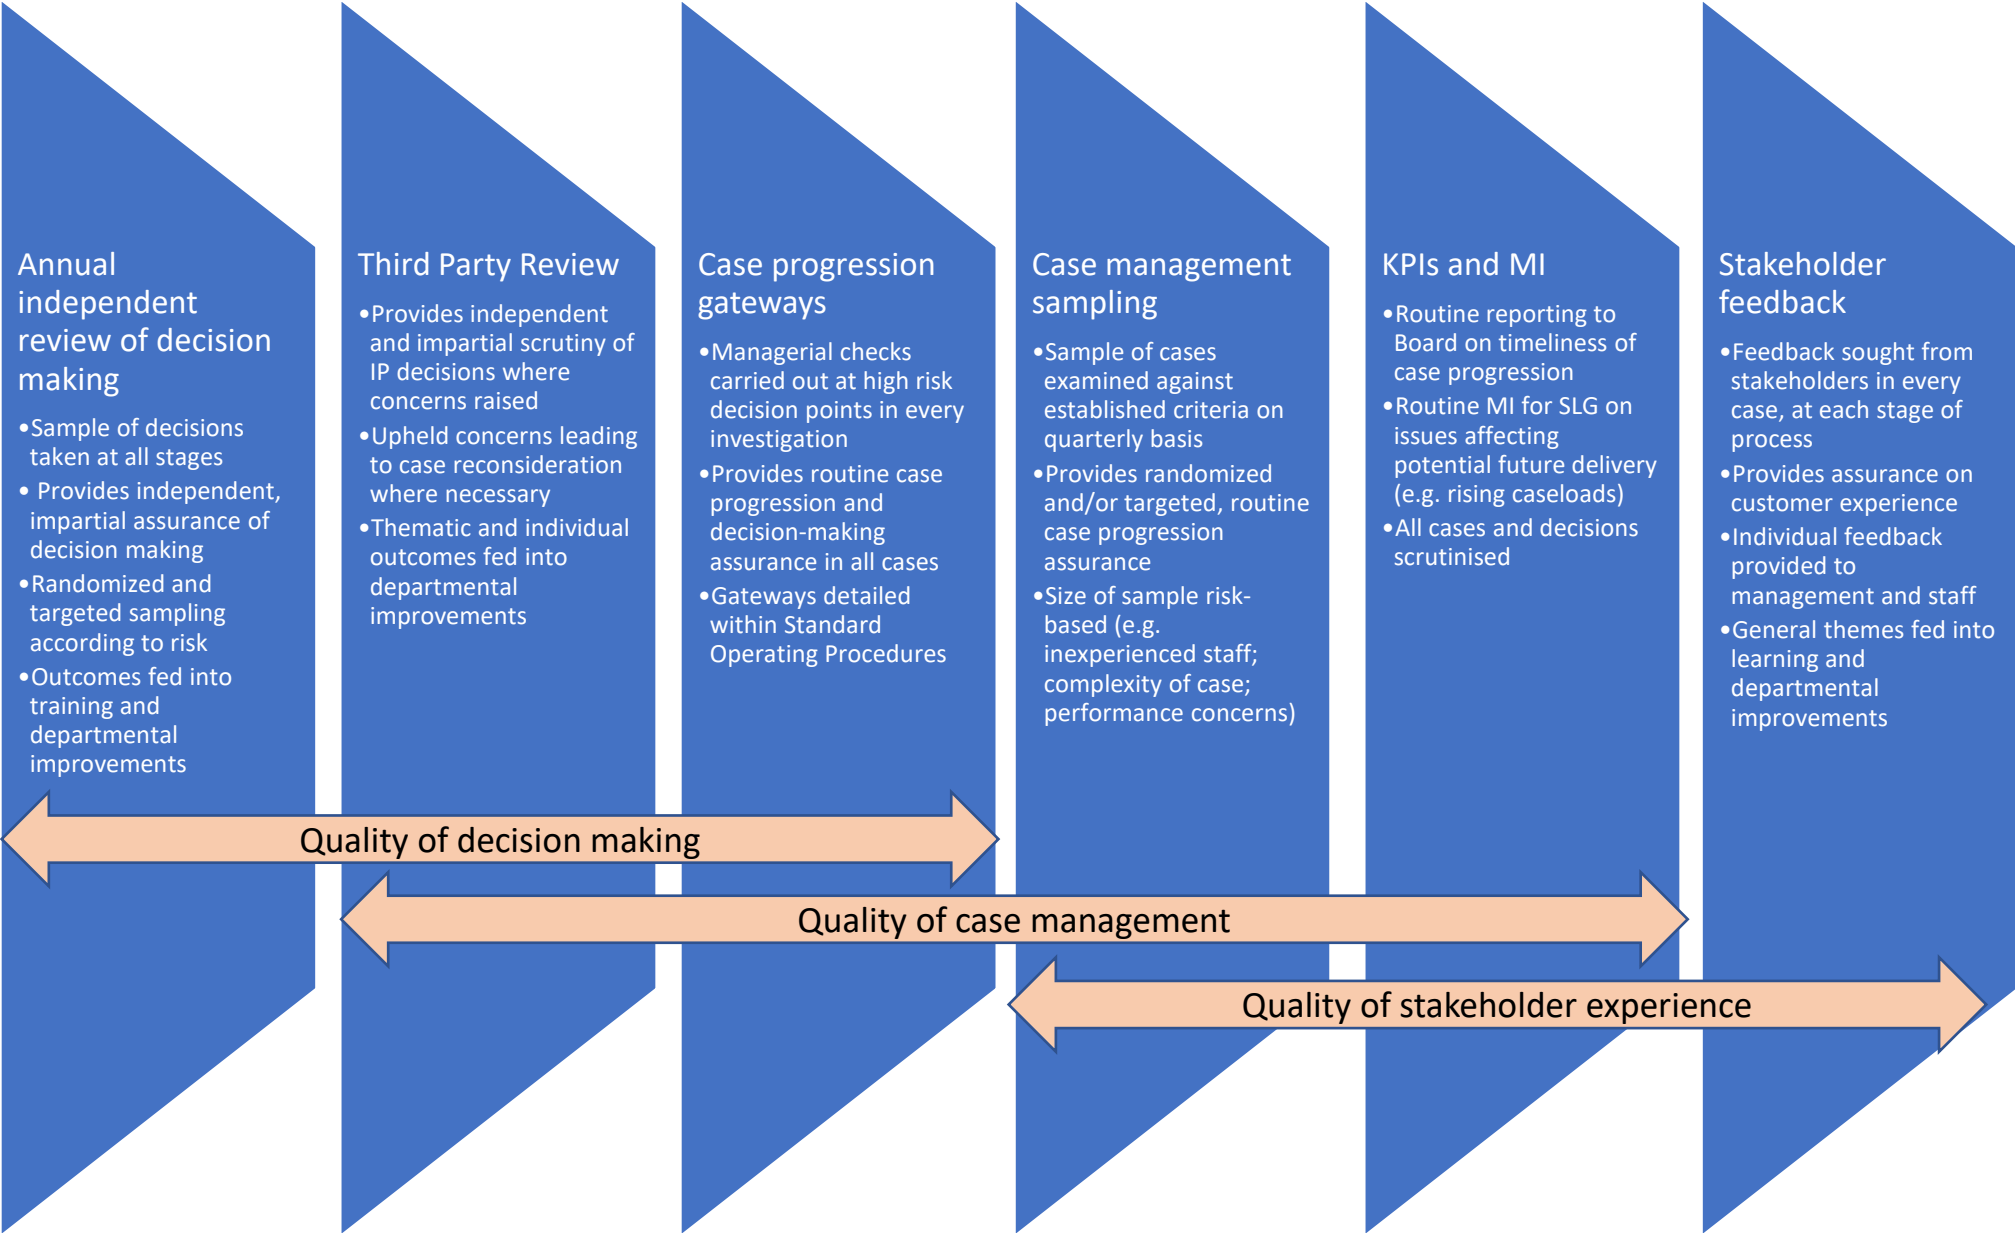 Annual
independent
review of decision
making
•Sample of decisions
taken at all stages
• Provides independent,
impartial assurance of
decision making
•Randomized and
targeted sampling
according to risk
•Outcomes fed into
training and
departmental
improvements
Third Party Review
•Provides independent
and impartial scrutiny of
IP decisions where
concerns raised
•Upheld concerns leading
to case reconsideration
where necessary
•Thematic and individual
outcomes fed into
departmental
improvements
Case progression
gateways
•Managerial checks
carried out at high risk
decision points in every
investigation
•Provides routine case
progression and
decision-making
assurance in all cases
•Gateways detailed
within Standard
Operating Procedures
Case management
sampling
•Sample of cases
examined against
established criteria on
quarterly basis
•Provides randomized
and/or targeted, routine
case progression
assurance
•Size of sample risk-
based (e.g.
inexperienced staff;
complexity of case;
performance concerns)
KPIs and MI
•Routine reporting to
Board on timeliness of
case progression
•Routine MI for SLG on
issues affecting
potential future delivery
(e.g. rising caseloads)
•All cases and decisions
scrutinised
Stakeholder
feedback
•Feedback sought from
stakeholders in every
case, at each stage of
process
•Provides assurance on
customer experience
•Individual feedback
provided to
management and staff
•General themes fed into
learning and
departmental
improvements
Quality of decision making
Quality of case management
Quality of stakeholder experience